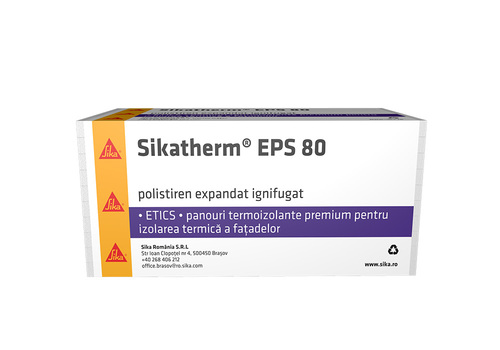 Sikatherm® EPS 80
polistiren expandat ignifugat
• ETICS • panouri termoizolante premium pentru
izolarea termică a fațadelor
Sika România S.R.L
Str Ioan Clopoțel nr 4, 500450 Brașov
+40 268 406 212
office.brasov@ro.sika.com
www.sika.ro
Sika
Sika
Sika